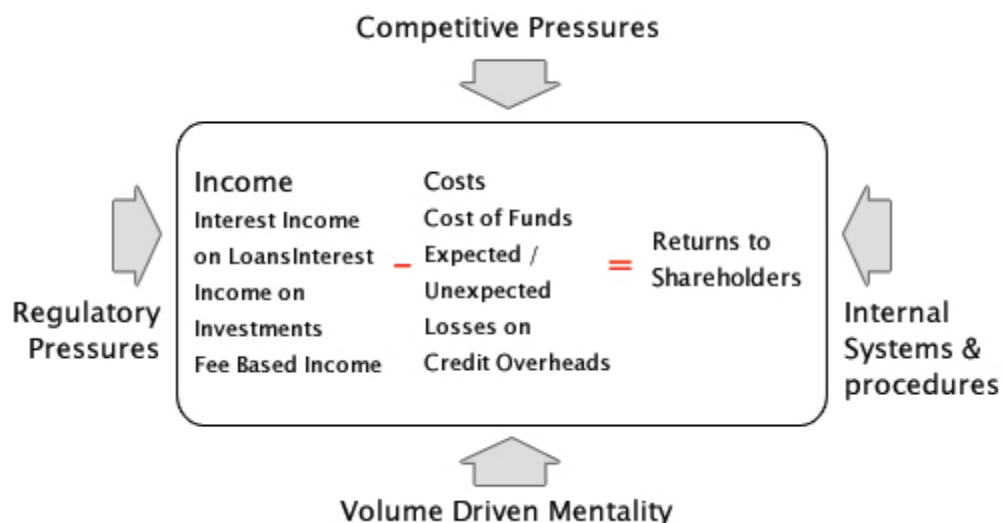 Competitive Pressures
Regulatory
Pressures
Income
Interest Income
on LoansInterest
Income on
Investments
Fee Based Income
–
Costs
Cost of Funds
Expected /
Unexpected
Losses on
Credit Overheads
=
Returns to
Shareholders
Internal
Systems &
procedures
Volume Driven Mentality